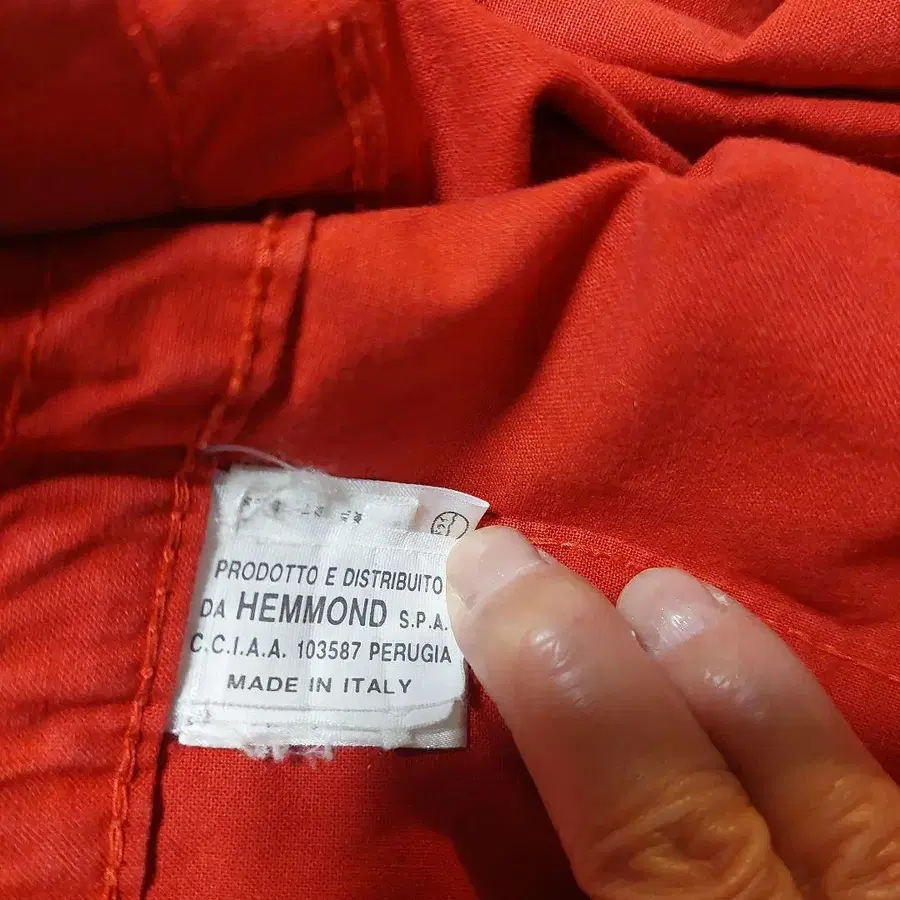 PRODOTTO E DISTRIBUITO
DA HEMMOND S.P.A.
C.C.I.A.A. 103587 PERUGIA
MADE IN ITALY